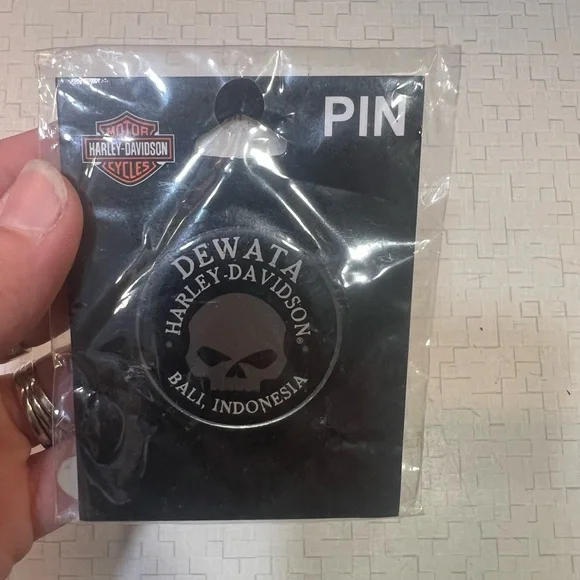 PIN
MOTOR
HARLEY-DAVIDSON
CYCLES
DEWATA
HARLEY-DAVIDSON®
BALI, INDONESIA